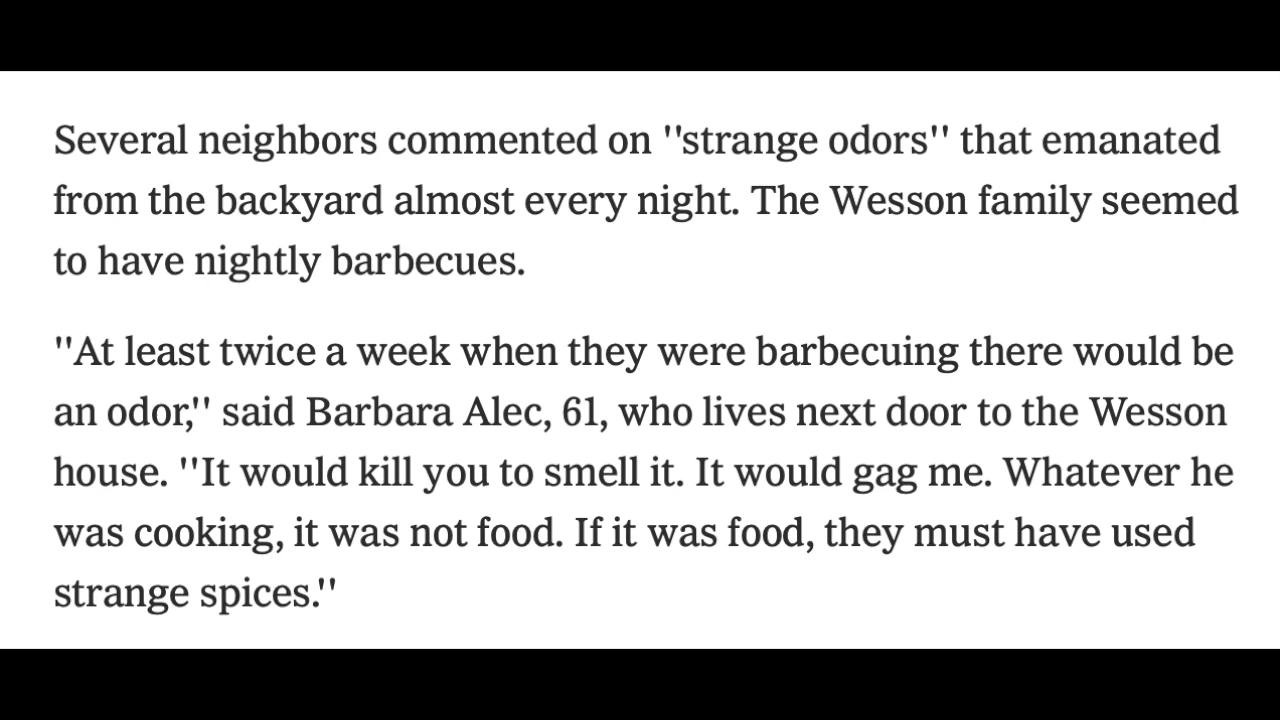 Several neighbors commented on ''strange odors'' that emanated
from the backyard almost every night. The Wesson family seemed
to have nightly barbecues.
''At least twice a week when they were barbecuing there would be
an odor,'' said Barbara Alec, 61, who lives next door to the Wesson
house. ''It would kill you to smell it. It would gag me. Whatever he
was cooking, it was not food. If it was food, they must have used
strange spices.''